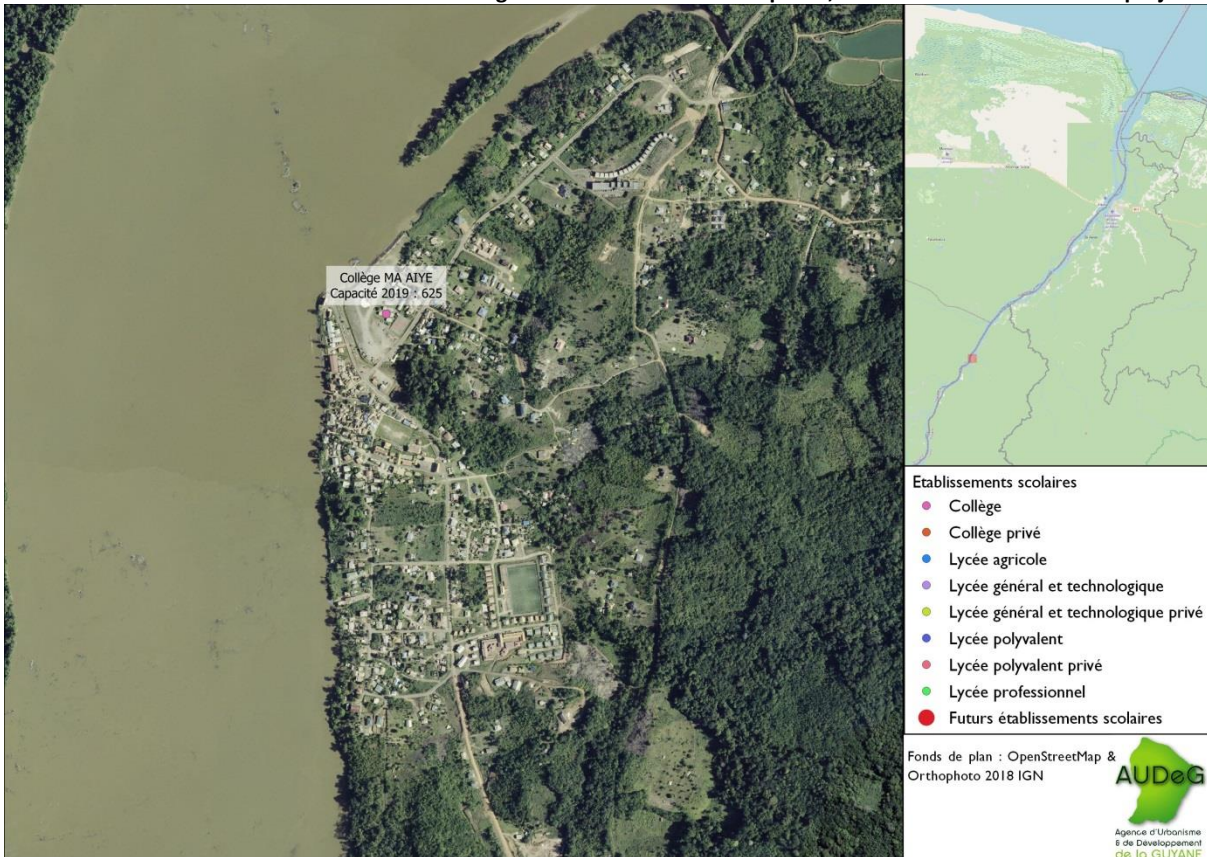 Collège MA AIYE
Capacité 2019 : 625
Etablissements scolaires
Collège
Collège privé
Lycée agricole
Lycée général et technologique
Lycée général et technologique privé
Lycée polyvalent
Lycée polyvalent privé
Lycée professionnel
Futurs établissements scolaires
Fonds de plan : OpenStreetMap &
Orthophoto 2018 IGN
AUDeG
Agence d'Urbanisme
& de Développement
de la GUYANE